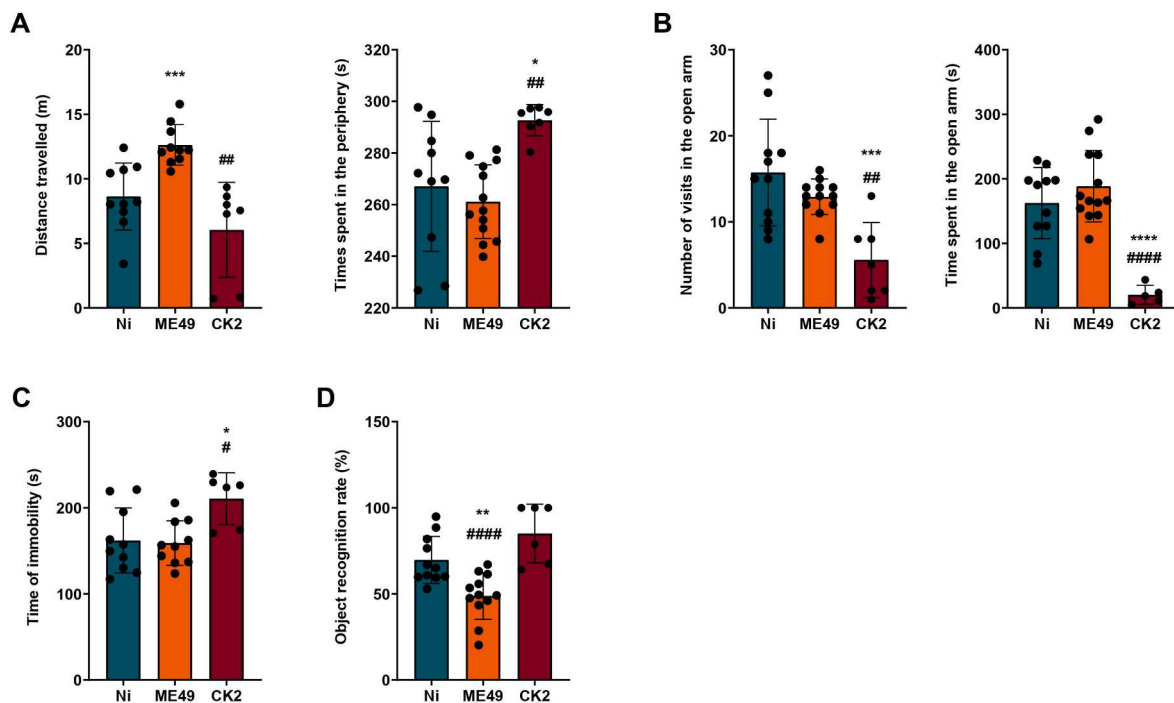 A
Distance travelled (m)
20
15
10
5
0
***
##
Ni ME49 CK2
Times spent in the periphery (s)
320
300
280
260
240
220
*
##
Ni ME49 CK2
B
Number of visits in the open arm
30
20
10
0
***
##
Ni ME49 CK2
Time spent in the open arm (s)
400
300
200
100
0
****
####
Ni ME49 CK2
C
Time of immobility (s)
300
200
100
0
*
#
Ni ME49 CK2
D
Object recognition rate (%)
150
100
50
0
**
####
Ni ME49 CK2